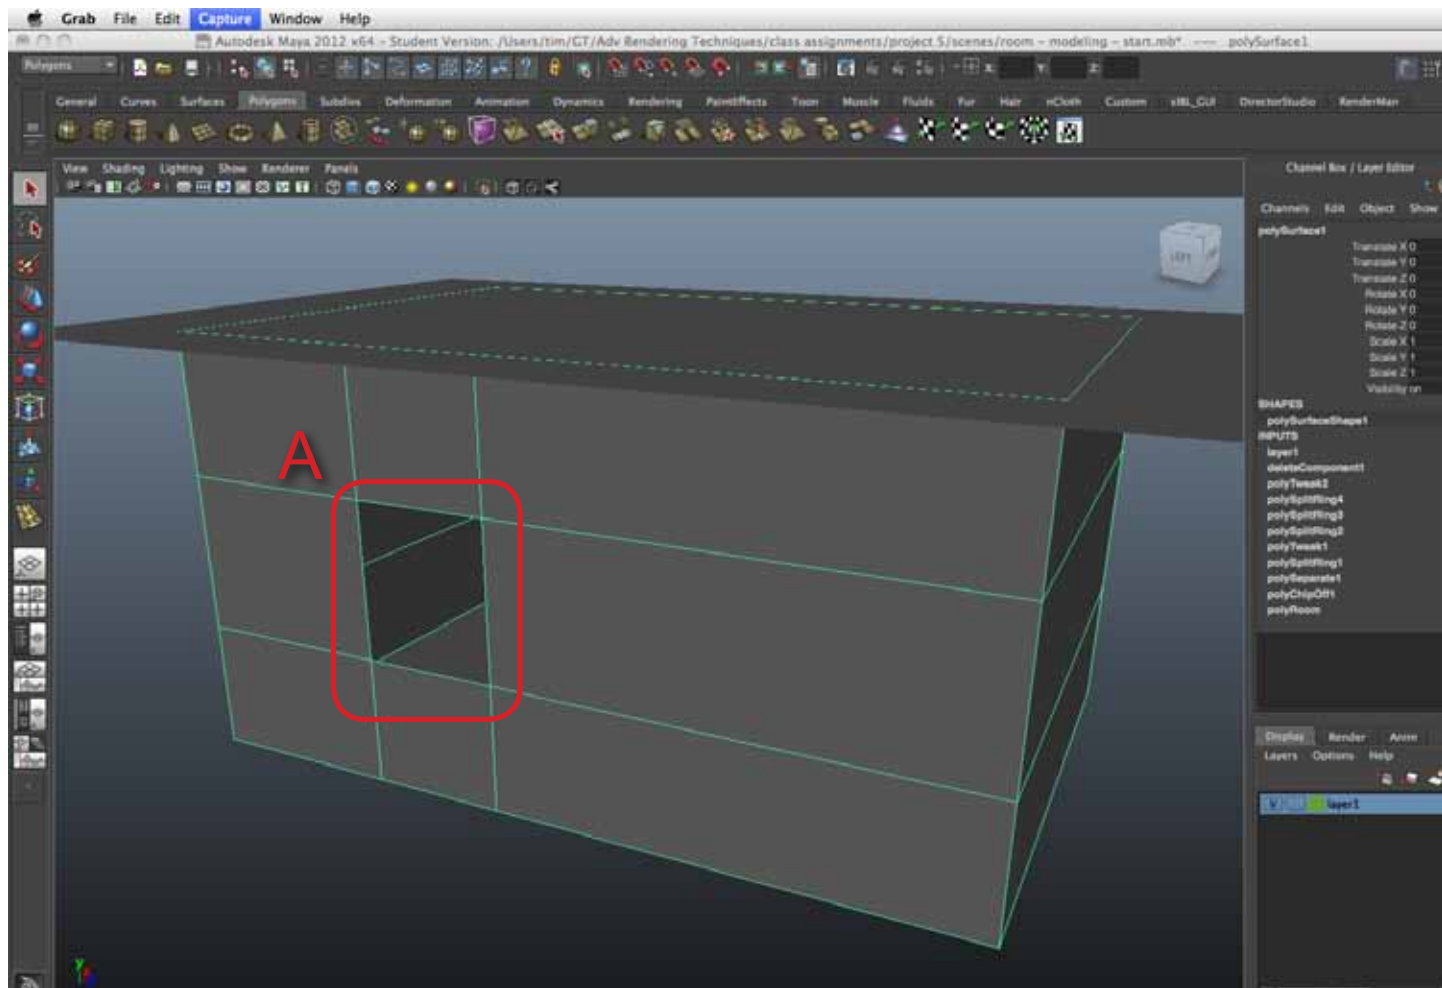 Grab File Edit Capture Window Help
Autodesk Maya 2012 x64 - Student Version: /Users/tim/GT/Adv Rendering Techniques/class assignments/project 5/scenes/room - modeling - start.mb* --- polySurface1
Polygons X: Y: Z:
General Curves Surfaces Polygons Subdivs Deformation Animation Dynamics Rendering PaintEffects Toon Muscle Fluids Fur Hair nCloth Custom sIBL_GUI DirectorStudio RenderMan
View Shading Lighting Show Renderer Panels
Channel Box / Layer Editor
Channels Edit Object Show
polySurface1
Translate X 0
Translate Y 0
Translate Z 0
Rotate X 0
Rotate Y 0
Rotate Z 0
Scale X 1
Scale Y 1
Scale Z 1
Visibility on
SHAPES
polySurfaceShape1
INPUTS
layer1
deleteComponent1
polyTweak2
polySplitRing4
polySplitRing3
polySplitRing2
polyTweak1
polySplitRing1
polySeparate1
polyChipOff1
polyRoom
LEFT
A
Display Render Anim
Layers Options Help
V layer1
y